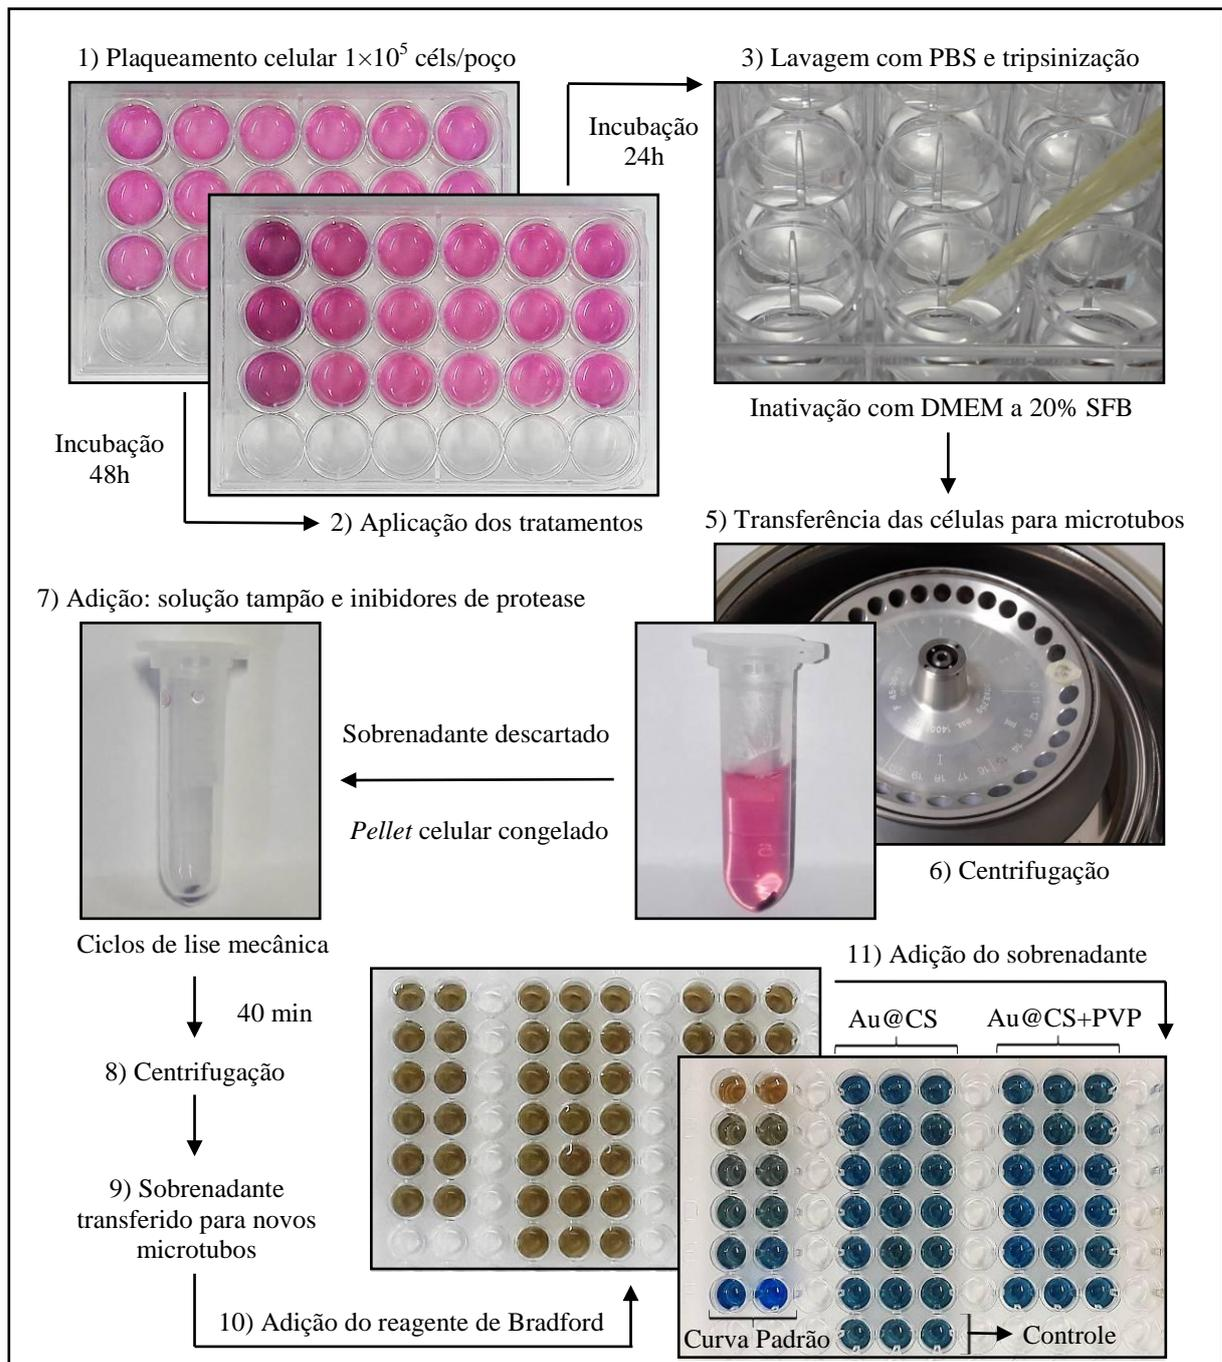 1) Plaqueamento celular 1×10⁵ céls/poço
3) Lavagem com PBS e tripsinização
Incubação
24h
Inativação com DMEM a 20% SFB
Incubação
48h
2) Aplicação dos tratamentos
5) Transferência das células para microtubos
7) Adição: solução tampão e inibidores de protease
Sobrenadante descartado
Pellet celular congelado
6) Centrifugação
Ciclos de lise mecânica
11) Adição do sobrenadante
40 min
Au@CS
Au@CS+PVP
8) Centrifugação
9) Sobrenadante
transferido para novos
microtubos
10) Adição do reagente de Bradford
Curva Padrão
Controle